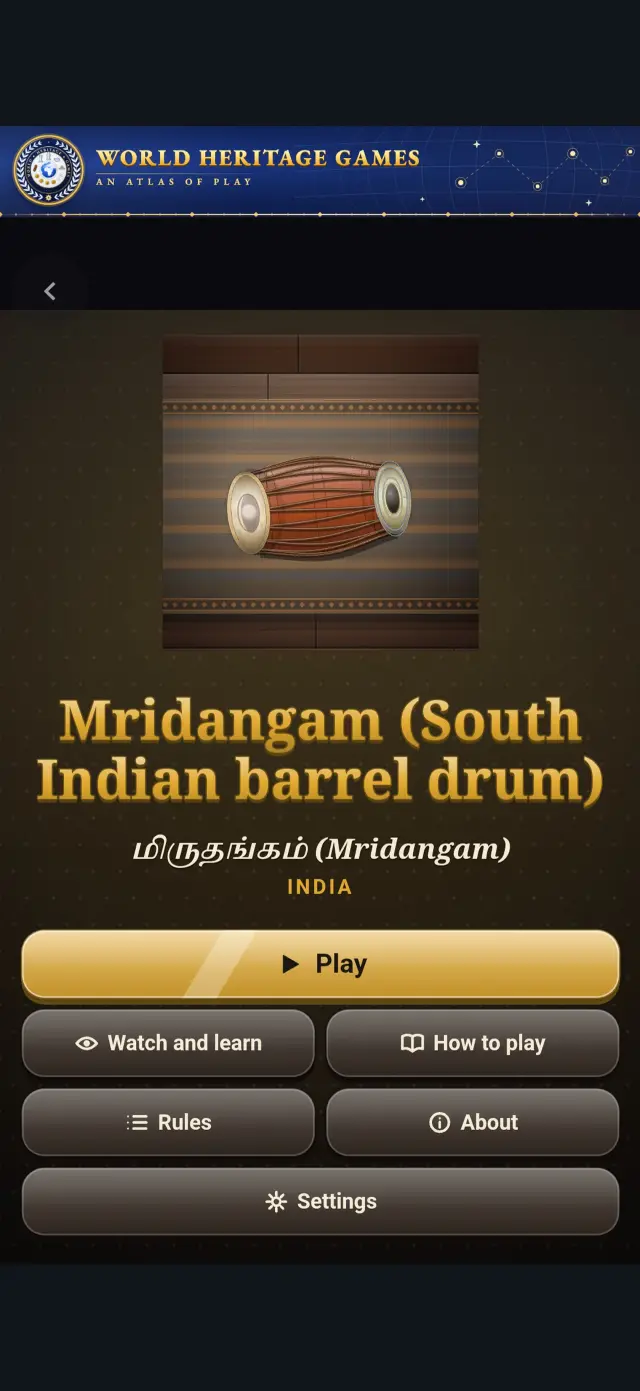 WORLD HERITAGE GAMES
AN ATLAS OF PLAY
Mridangam (South
Indian barrel drum)
மிருதங்கம் (Mridangam)
INDIA
Play
Watch and learn
How to play
Rules
About
Settings